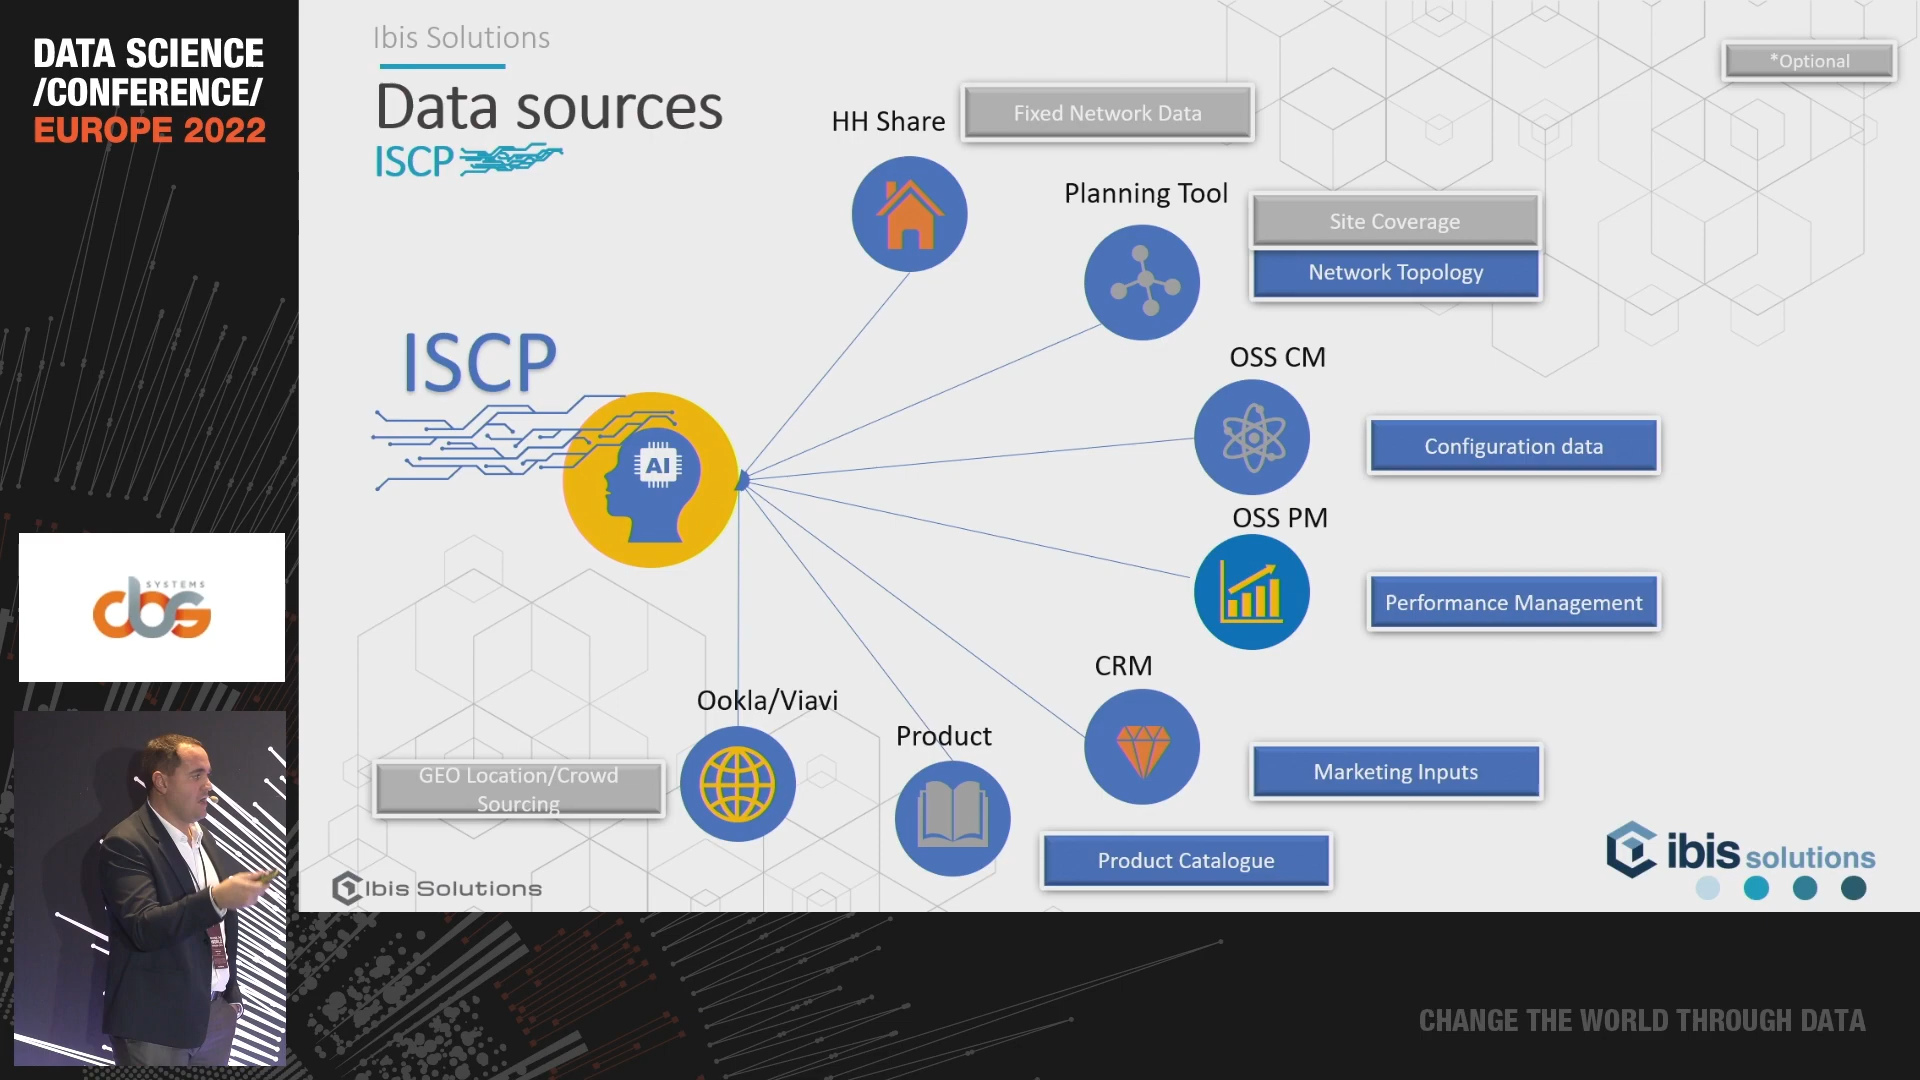 DATA SCIENCE
/CONFERENCE/
EUROPE 2022
Ibis Solutions
Data sources
ISCP
*Optional
HH Share
Fixed Network Data
Planning Tool
Site Coverage
Network Topology
ISCP
AI
OSS CM
Configuration data
OSS PM
Performance Management
CRM
Marketing Inputs
Ookla/Viavi
GEO Location/Crowd
Sourcing
Product
Product Catalogue
SYSTEMS
cbs
Ibis Solutions
ibis solutions
CHANGE THE WORLD THROUGH DATA